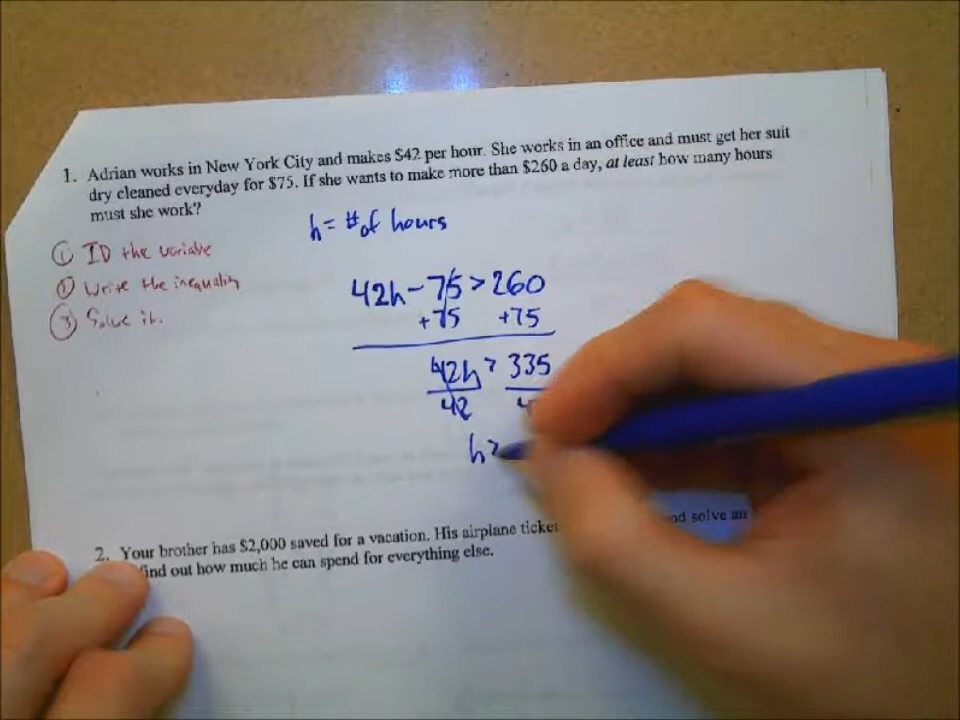 1. Adrian works in New York City and makes $42 per hour. She works in an office and must get her suit
dry cleaned everyday for $75. If she wants to make more than $260 a day, at least how many hours
must she work?
h = # of hours
① ID the variable
② Write the inequality
③ Solve it.
42h - 75 > 260
+75 +75
42h > 335
42
h >
2. Your brother has $2,000 saved for a vacation. His airplane ticket nd solve an
find out how much he can spend for everything else.